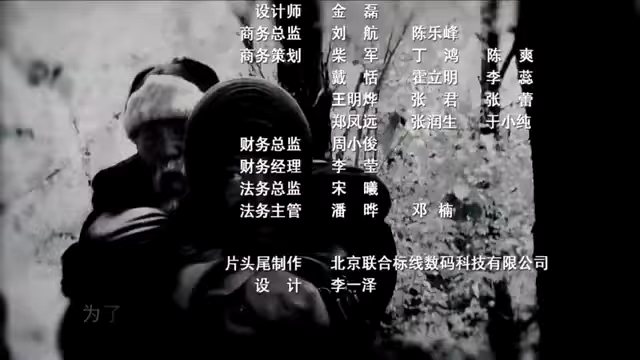 设计师 金磊
商务总监 刘航 陈乐峰
商务策划 柴军 丁鸿 陈爽
戴恬 霍立明 李蕊
王明烨 张君 张蕾
郑凤远 张润生 于小纯
财务总监 周小俊
财务经理 李莹
法务总监 宋曦
法务主管 潘晔 邓楠
片头尾制作 北京联合标线数码科技有限公司
设计 李一泽
为了